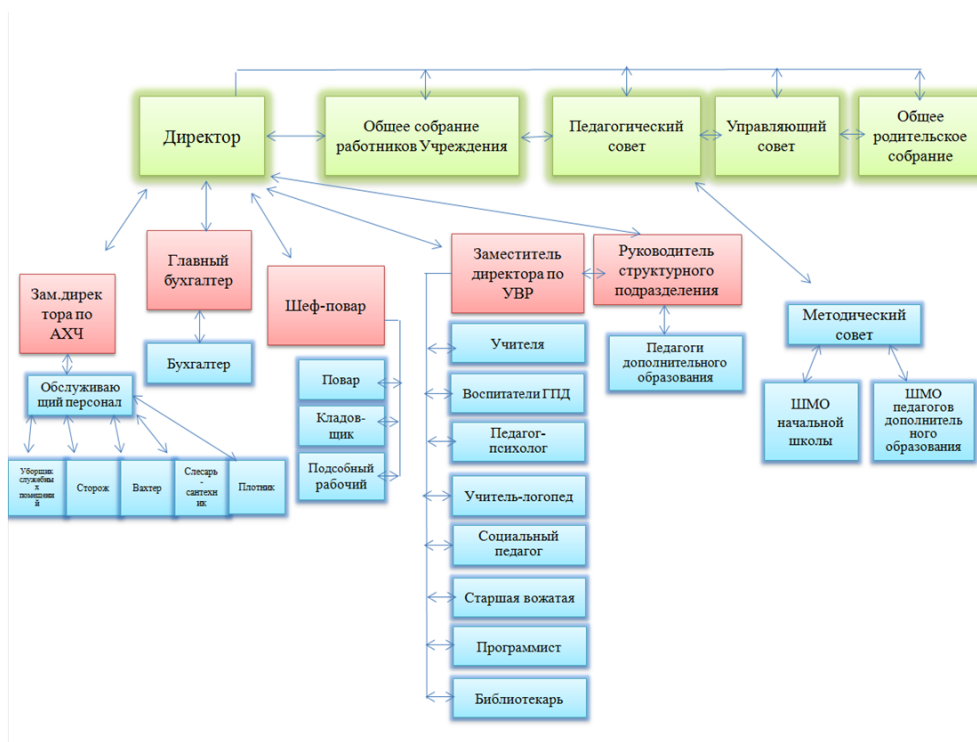 Директор
Общее собрание
работников Учреждения
Педагогический
совет
Управляющий
совет
Общее
родительское
собрание
Зам.дирек
тора по
АХЧ
Главный
бухгалтер
Шеф-повар
Заместитель
директора по
УВР
Руководитель
структурного
подразделения
Методический
совет
Обслуживаю
щий персонал
Бухгалтер
Повар
Кладов-
щик
Подсобный
рабочий
Учителя
Воспитатели ГПД
Педагог-
психолог
Учитель-логопед
Социальный
педагог
Старшая вожатая
Программист
Библиотекарь
Педагоги
дополнительного
образования
ШМО
начальной
школы
ШМО
педагогов
дополнитель
ного
образования
Уборщик
служебны
х
помещени
й
Сторож
Вахтер
Слесарь
-
сантехн
ик
Плотник